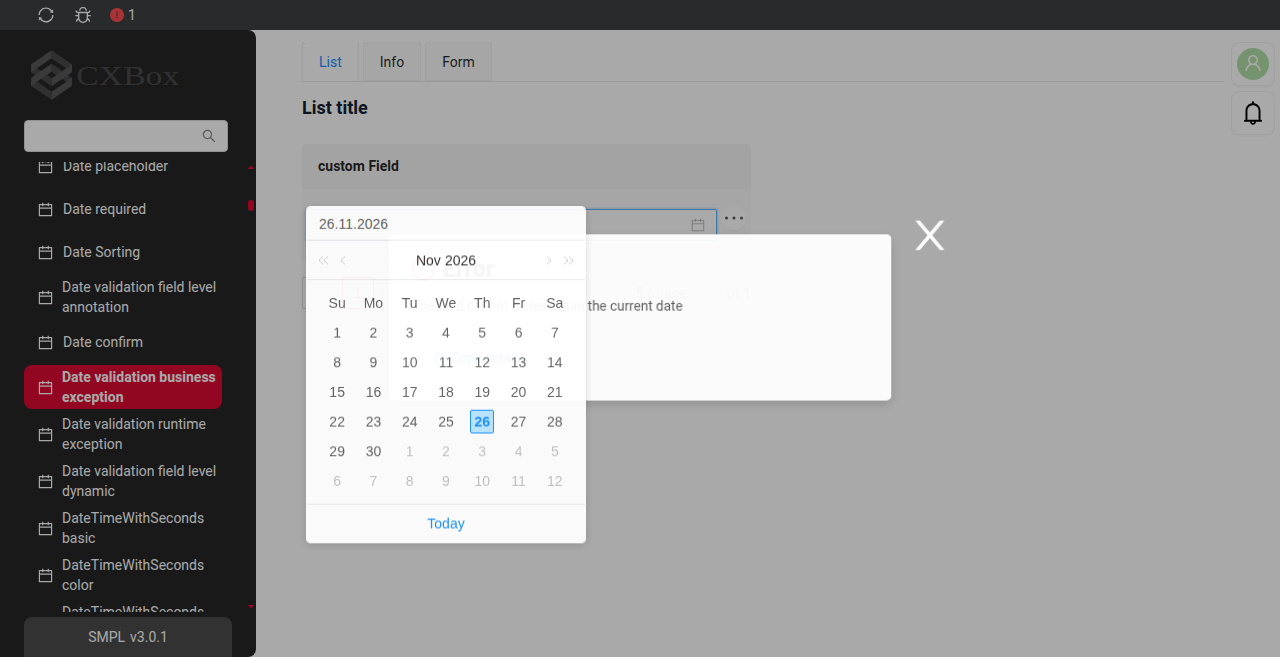 1
CXBox
Date placeholder
Date required
Date Sorting
Date validation field level
annotation
Date confirm
Date validation business
exception
Date validation runtime
exception
Date validation field level
dynamic
DateTimeWithSeconds
basic
DateTimeWithSeconds
color
DateTimeWithSeconds
SMPL v3.0.1
List
Info
Form
List title
custom Field
26.11.2026
Nov 2026
Error
the current date
Su Mo Tu We Th Fr Sa
1 2 3 4 5 6 7
8 9 10 11 12 13 14
15 16 17 18 19 20 21
22 23 24 25 26 27 28
29 30 1 2 3 4 5
6 7 8 9 10 11 12
Today